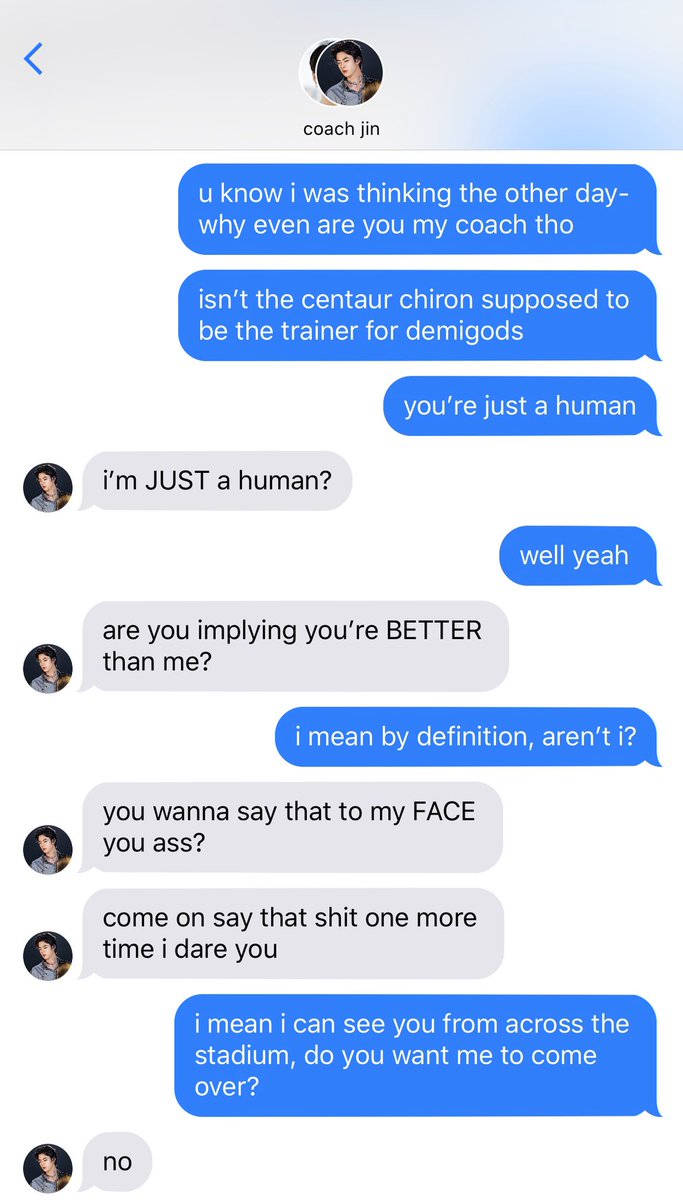 coach jin
u know i was thinking the other day-
why even are you my coach tho
isn’t the centaur chiron supposed to
be the trainer for demigods
you’re just a human
i’m JUST a human?
well yeah
are you implying you’re BETTER
than me?
i mean by definition, aren’t i?
you wanna say that to my FACE
you ass?
come on say that shit one more
time i dare you
i mean i can see you from across the
stadium, do you want me to come
over?
no